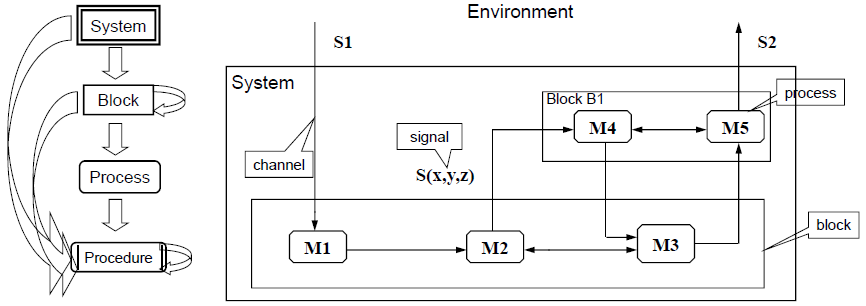 System
Block
Process
Procedure
Environment
S1
S2
System
Block B1
process
M4
M5
signal
channel
S(x,y,z)
block
M1
M2
M3